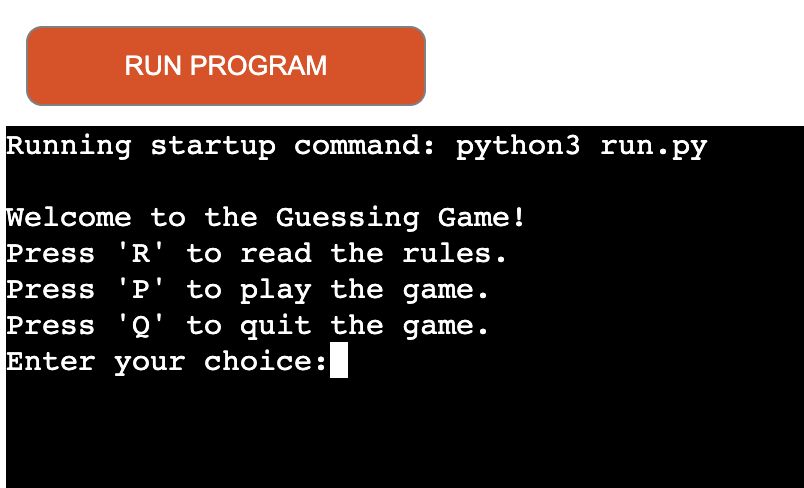 RUN PROGRAM
Running startup command: python3 run.py
Welcome to the Guessing Game!
Press 'R' to read the rules.
Press 'P' to play the game.
Press 'Q' to quit the game.
Enter your choice: